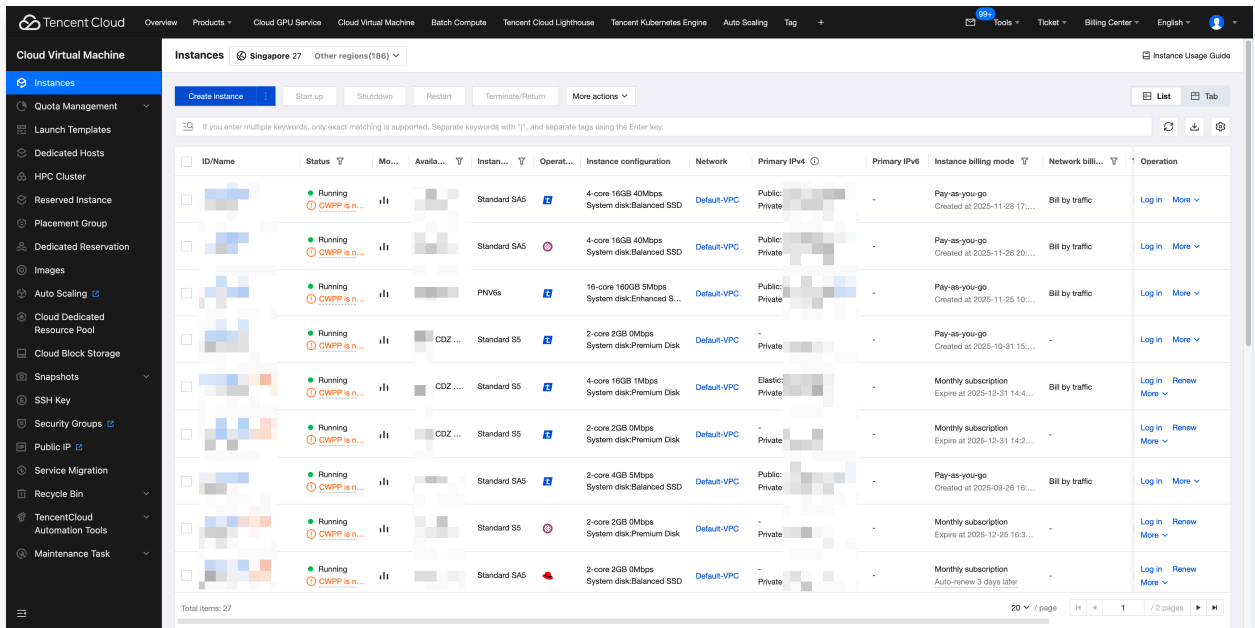 Tencent Cloud Overview Products Cloud GPU Service Cloud Virtual Machine Batch Compute Tencent Cloud Lighthouse Tencent Kubernetes Engine Auto Scaling Tag + 99+ Tools Ticket Billing Center English
Cloud Virtual Machine
Instances
Quota Management
Launch Templates
Dedicated Hosts
HPC Cluster
Reserved Instance
Placement Group
Dedicated Reservation
Images
Auto Scaling
Cloud Dedicated
Resource Pool
Cloud Block Storage
Snapshots
SSH Key
Security Groups
Public IP
Service Migration
Recycle Bin
TencentCloud
Automation Tools
Maintenance Task
Instances Singapore 27 Other regions(186) Instance Usage Guide
Create instance Start up Shutdown Restart Terminate/Return More actions List Tab
If you enter multiple keywords, only exact matching is supported. Separate keywords with "|", and separate tags using the Enter key.
ID/Name Status Mo... Availa... Instan... Operat... Instance configuration Network Primary IPv4 Primary IPv6 Instance billing mode Network billi... Operation
Running 4-core 16GB 40Mbps Public: Pay-as-you-go
CWPP is n... Standard SA5 System disk:Balanced SSD Default-VPC Private - Created at 2025-11-28 17:... Bill by traffic Log in More
Running 4-core 16GB 40Mbps Public: Pay-as-you-go
CWPP is n... Standard SA5 System disk:Balanced SSD Default-VPC Private - Created at 2025-11-26 20:... Bill by traffic Log in More
Running 16-core 160GB 5Mbps Public: Pay-as-you-go
CWPP is n... PNV6s System disk:Enhanced S... Default-VPC Private - Created at 2025-11-25 10:... Bill by traffic Log in More
Running 2-core 2GB 0Mbps - Pay-as-you-go
CWPP is n... CDZ ... Standard S5 System disk:Premium Disk Default-VPC Private - Created at 2025-10-31 15:... - Log in More
Running 4-core 16GB 1Mbps Elastic: Monthly subscription Log in Renew
CWPP is n... CDZ ... Standard S5 System disk:Premium Disk Default-VPC Private - Expire at 2025-12-31 14:4... Bill by traffic More
Running 2-core 2GB 0Mbps - Monthly subscription Log in Renew
CWPP is n... CDZ ... Standard S5 System disk:Premium Disk Default-VPC Private - Expire at 2025-12-31 14:2... - More
Running 2-core 4GB 5Mbps Public: Pay-as-you-go
CWPP is n... Standard SA5 System disk:Balanced SSD Default-VPC Private - Created at 2025-09-26 16:... Bill by traffic Log in More
Running 2-core 2GB 0Mbps - Monthly subscription Log in Renew
CWPP is n... Standard S5 System disk:Premium Disk Default-VPC Private - Expire at 2025-12-25 16:3... - More
Running 2-core 2GB 0Mbps - Monthly subscription Log in Renew
CWPP is n... Standard SA5 System disk:Balanced SSD Default-VPC Private - Auto-renew 3 days later - More
Total items: 27 20 / page 1 / 2 pages